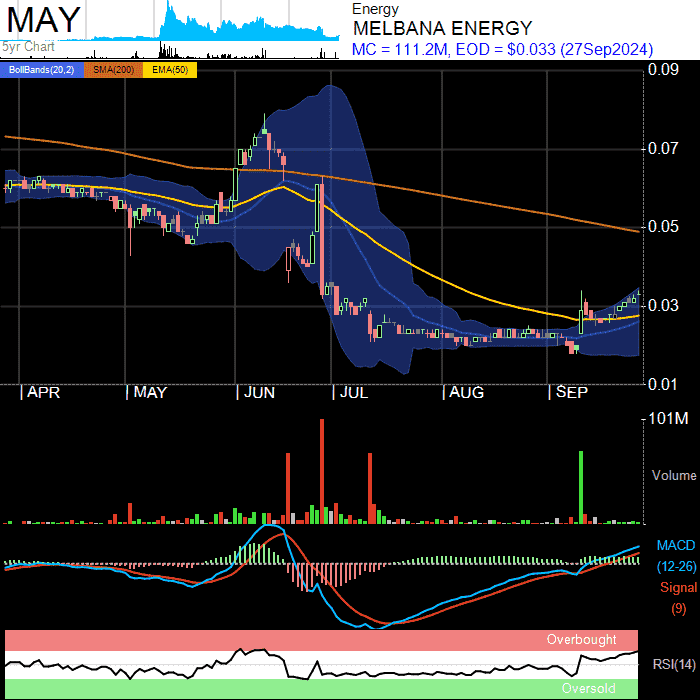 MAY
5yr Chart
Energy
MELBANA ENERGY
MC = 111.2M, EOD = $0.033 (27Sep2024)
BollBands(20,2) SMA(200) EMA(50)
0.09
0.07
0.05
0.03
0.01
APR MAY JUN JUL AUG SEP
101M
Volume
MACD
(12-26)
Signal
(9)
Overbought
RSI(14)
Oversold